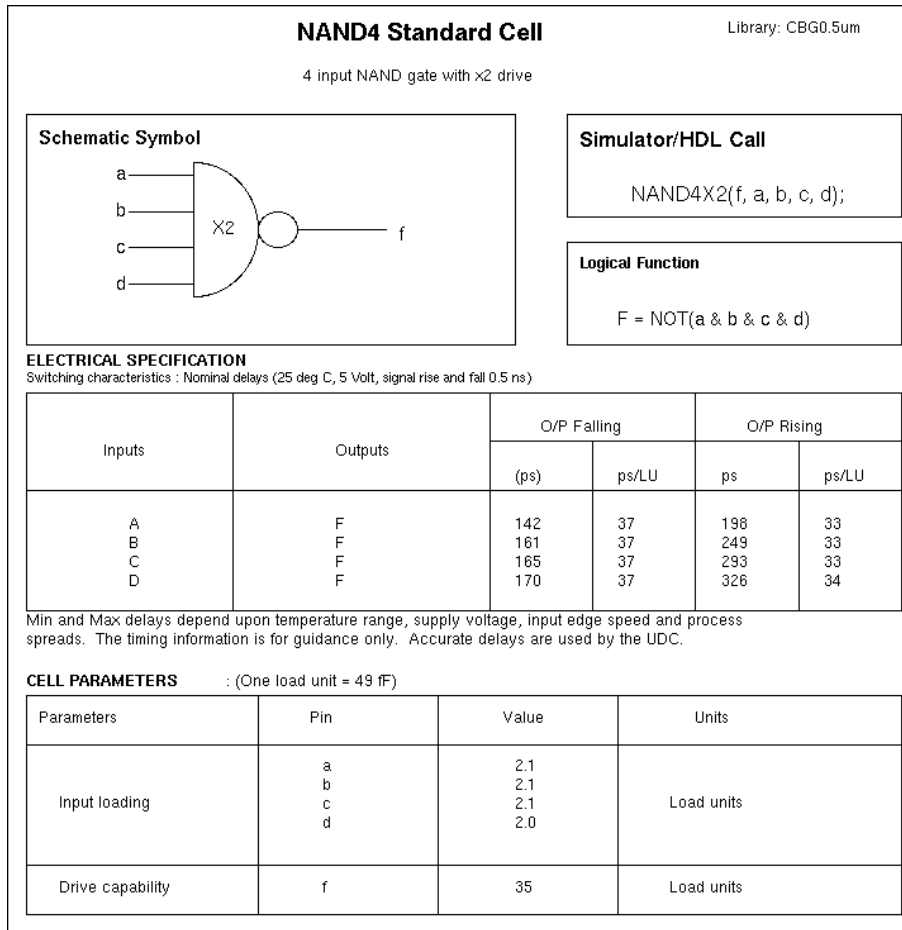 NAND4 Standard Cell
Library: CBG0.5um
4 input NAND gate with x2 drive
Schematic Symbol
a
b
c
d
X2
f
Simulator/HDL Call
NAND4X2(f, a, b, c, d);
Logical Function
F = NOT(a & b & c & d)
ELECTRICAL SPECIFICATION
Switching characteristics : Nominal delays (25 deg C, 5 Volt, signal rise and fall 0.5 ns)
Inputs Outputs O/P Falling O/P Rising
(ps) ps/LU ps ps/LU
A F 142 37 198 33
B F 161 37 249 33
C F 165 37 293 33
D F 170 37 326 34
Min and Max delays depend upon temperature range, supply voltage, input edge speed and process
spreads. The timing information is for guidance only. Accurate delays are used by the UDC.
CELL PARAMETERS : (One load unit = 49 fF)
Parameters Pin Value Units
Input loading
a 2.1
b 2.1
c 2.1
d 2.0
Load units
Drive capability f 35 Load units